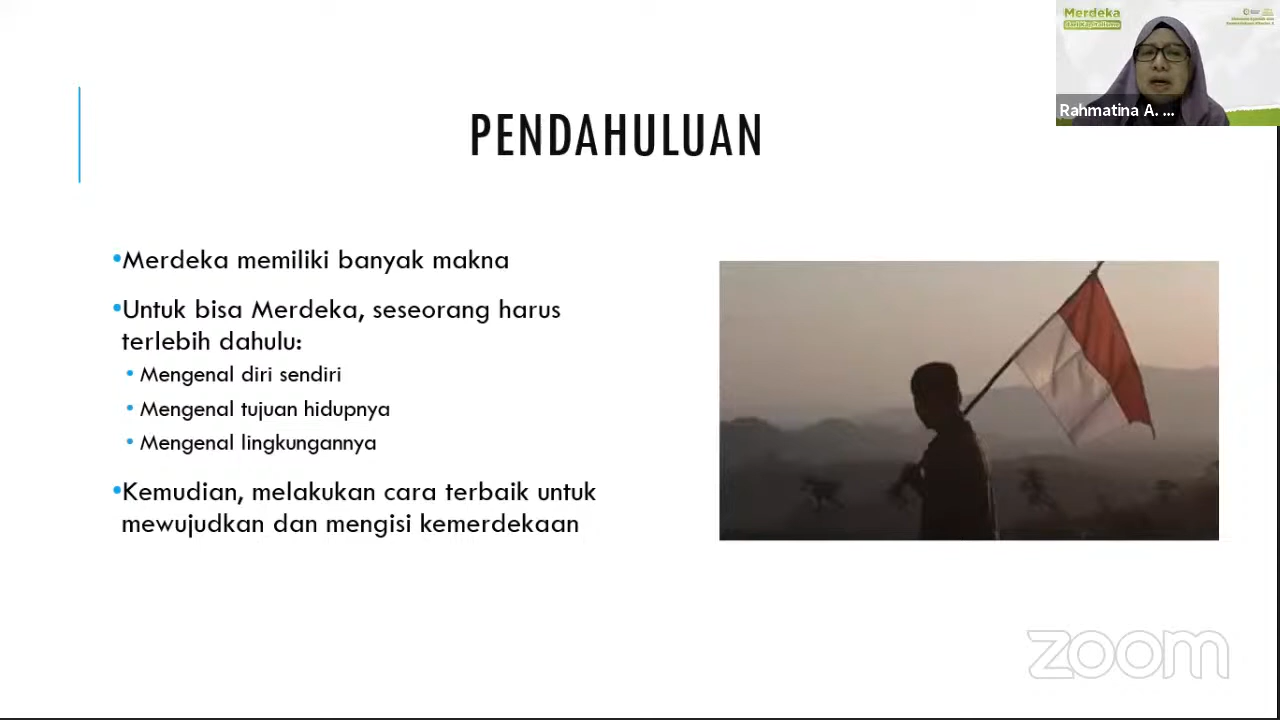 Merdeka
Rahmatina A. ...
PENDAHULUAN
•Merdeka memiliki banyak makna
•Untuk bisa Merdeka, seseorang harus
terlebih dahulu:
• Mengenal diri sendiri
• Mengenal tujuan hidupnya
• Mengenal lingkungannya
•Kemudian, melakukan cara terbaik untuk
mewujudkan dan mengisi kemerdekaan
zoom